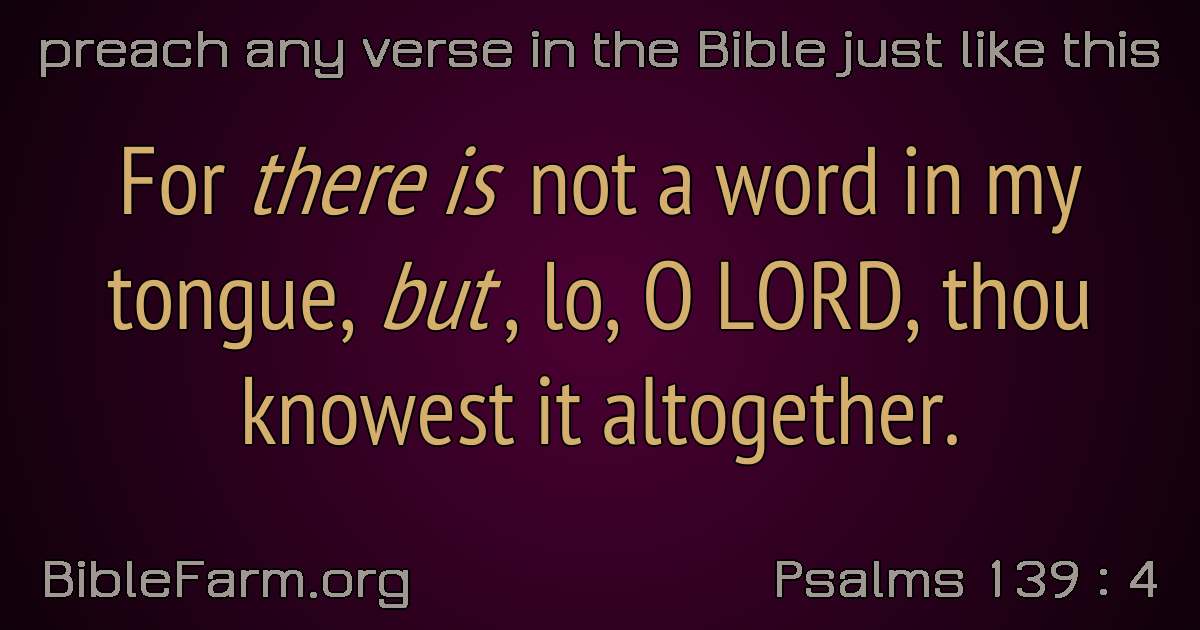 preach any verse in the Bible just like this
For there is not a word in my
tongue, but, lo, O LORD, thou
knowest it altogether.
BibleFarm.org
Psalms 139 : 4